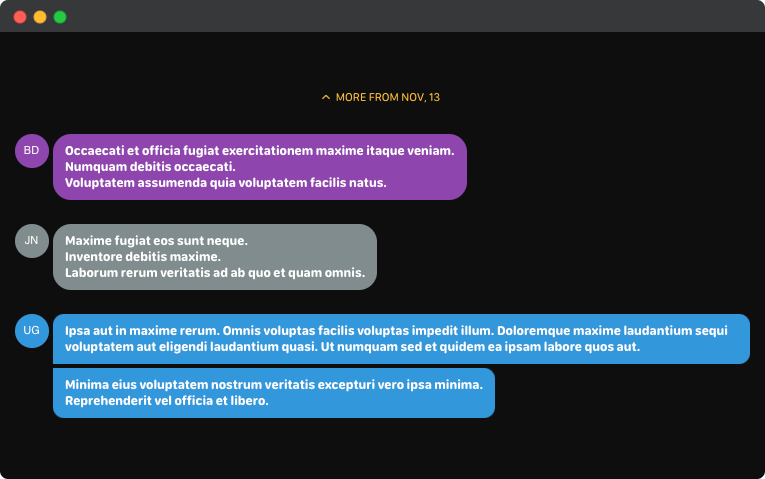 MORE FROM NOV, 13
BD
Occaecati et officia fugiat exercitationem maxime itaque veniam.
Numquam debitis occaecati.
Voluptatem assumenda quia voluptatem facilis natus.
JN
Maxime fugiat eos sunt neque.
Inventore debitis maxime.
Laborum rerum veritatis ad ab quo et quam omnis.
UG
Ipsa aut in maxime rerum. Omnis voluptas facilis voluptas impedit illum. Doloremque maxime laudantium sequi
voluptatem aut eligendi laudantium quasi. Ut numquam sed et quidem ea ipsam labore quos aut.
Minima eius voluptatem nostrum veritatis excepturi vero ipsa minima.
Reprehenderit vel officia et libero.